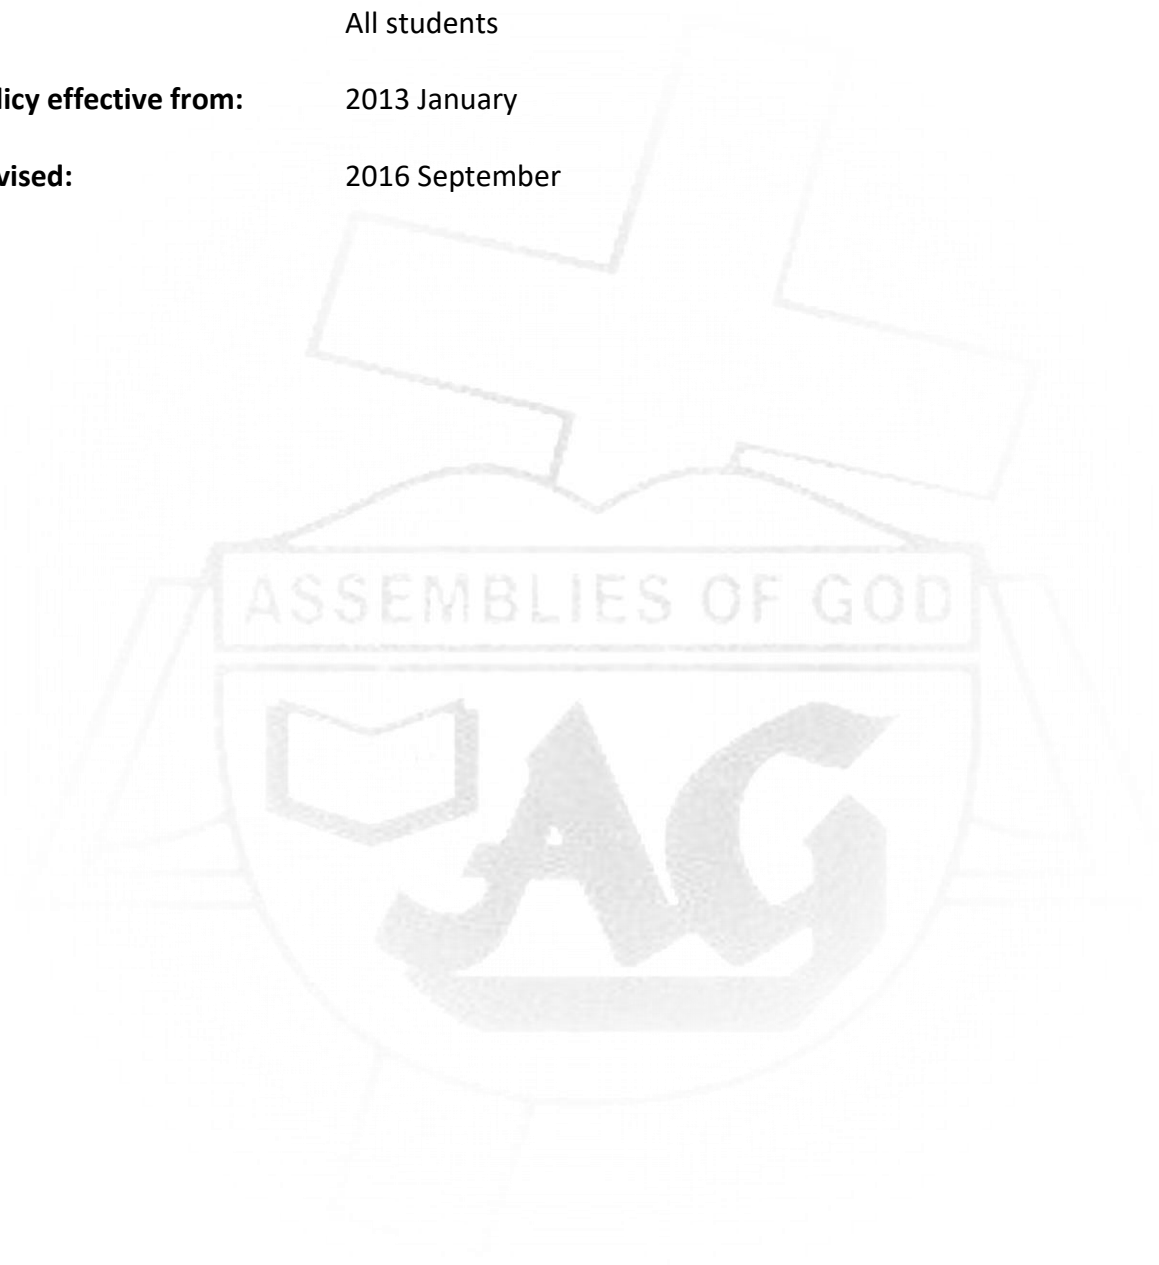 All students
licy effective from: 2013 January
vised: 2016 September
ASSEMBLIES OF GOD
AG